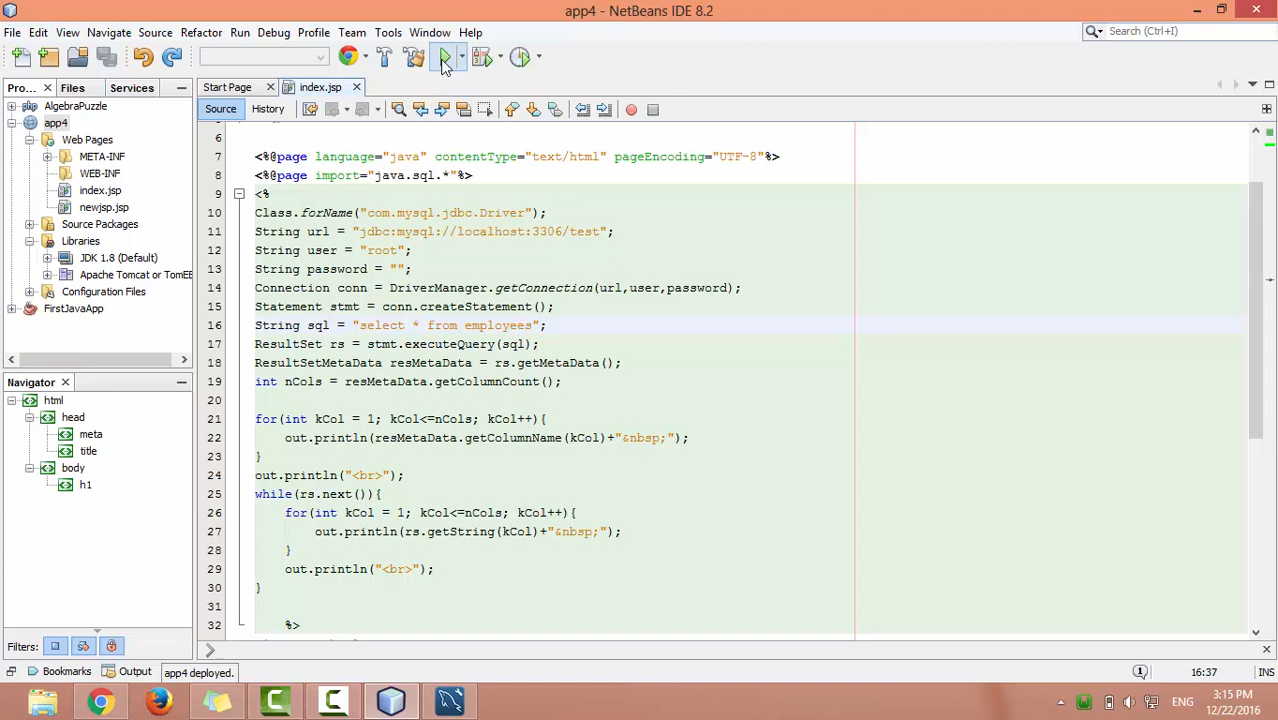 app4 - NetBeans IDE 8.2
File Edit View Navigate Source Refactor Run Debug Profile Team Tools Window Help
Search (Ctrl+I)
Pro... Files Services
Start Page index.jsp
Source History
AlgebraPuzzle
app4
Web Pages
META-INF
WEB-INF
index.jsp
newjsp.jsp
Source Packages
Libraries
JDK 1.8 (Default)
Apache Tomcat or TomEE
Configuration Files
FirstJavaApp
Navigator
html
head
meta
title
body
h1
Filters:
6
7 <%@page language="java" contentType="text/html" pageEncoding="UTF-8"%>
8 <%@page import="java.sql.*"%>
9 <%
10 Class.forName("com.mysql.jdbc.Driver");
11 String url = "jdbc:mysql://localhost:3306/test";
12 String user = "root";
13 String password = "";
14 Connection conn = DriverManager.getConnection(url,user,password);
15 Statement stmt = conn.createStatement();
16 String sql = "select * from employees";
17 ResultSet rs = stmt.executeQuery(sql);
18 ResultSetMetaData resMetaData = rs.getMetaData();
19 int nCols = resMetaData.getColumnCount();
20
21 for(int kCol = 1; kCol<=nCols; kCol++){
22 out.println(resMetaData.getColumnName(kCol)+"&nbsp;");
23 }
24 out.println("<br>");
25 while(rs.next()){
26 for(int kCol = 1; kCol<=nCols; kCol++){
27 out.println(rs.getString(kCol)+"&nbsp;");
28 }
29 out.println("<br>");
30 }
31
32 %>
Bookmarks Output app4 deployed. 1 16:37 INS
ENG 3:15 PM
12/22/2016